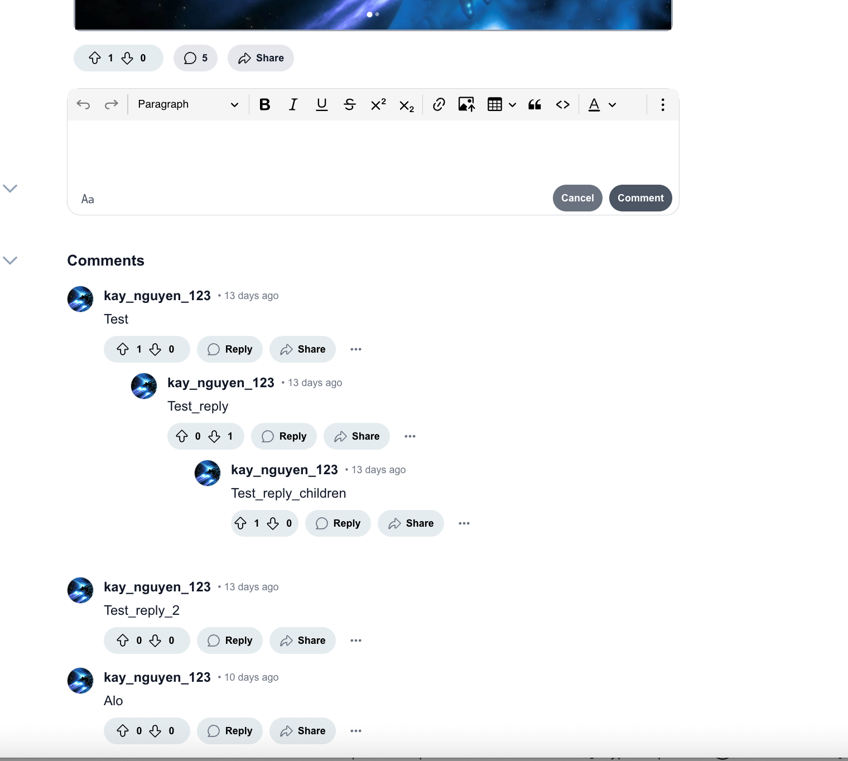 1 0 5 Share
Paragraph B I U S X² X₂ A
Aa Cancel Comment
Comments
kay_nguyen_123 • 13 days ago
Test
1 0 Reply Share ...
kay_nguyen_123 • 13 days ago
Test_reply
0 1 Reply Share ...
kay_nguyen_123 • 13 days ago
Test_reply_children
1 0 Reply Share ...
kay_nguyen_123 • 13 days ago
Test_reply_2
0 0 Reply Share ...
kay_nguyen_123 • 10 days ago
Alo
0 0 Reply Share ...